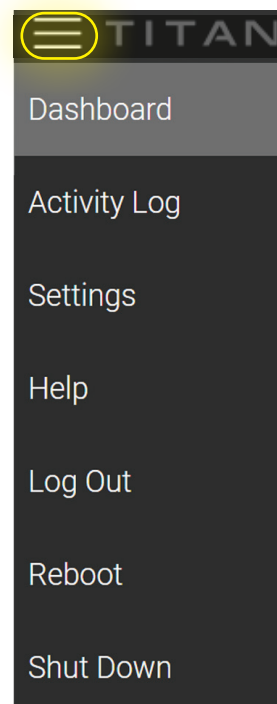 TITAN
Dashboard
Activity Log
Settings
Help
Log Out
Reboot
Shut Down